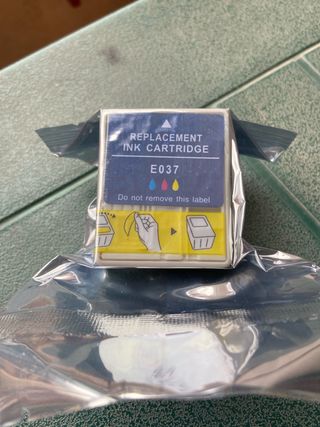 REPLACEMENT
INK CARTRIDGE
E037
Do not remove this label